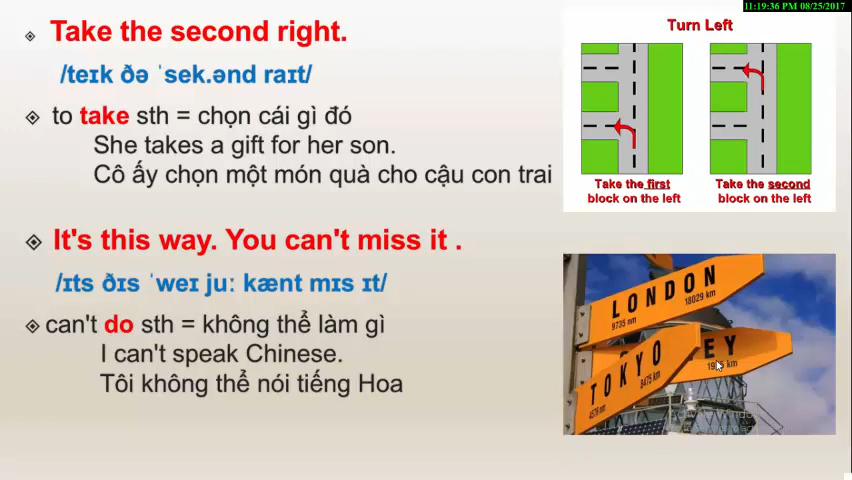 11:19:36 PM 08/25/2017
Take the second right.
/teɪk ðə ˈsek.ənd raɪt/
to take sth = chọn cái gì đó
She takes a gift for her son.
Cô ấy chọn một món quà cho cậu con trai
It's this way. You can't miss it .
/ɪts ðɪs ˈweɪ juː kænt mɪs ɪt/
can't do sth = không thể làm gì
I can't speak Chinese.
Tôi không thể nói tiếng Hoa
Turn Left
Take the first
block on the left
Take the second
block on the left
LONDON
9735 nm 18029 km
EY
km
TOKYO
4576 nm 8475 km